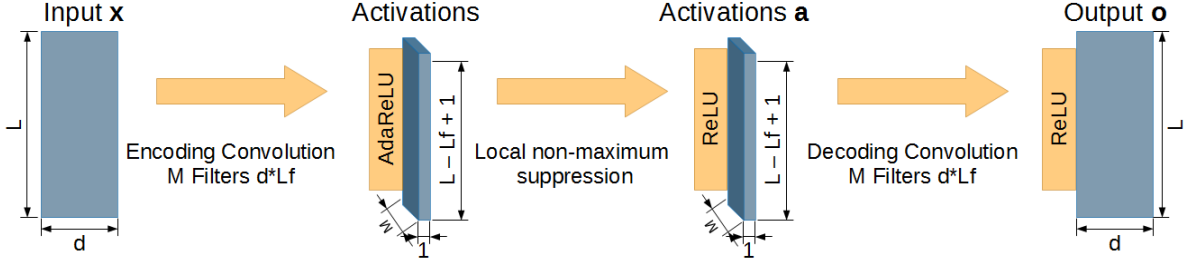 Input x
Activations
Activations a
Output o
L
d
Encoding Convolution
M Filters d*Lf
AdaReLU
L – Lf + 1
M
1
Local non-maximum
suppression
ReLU
L – Lf + 1
M
1
Decoding Convolution
M Filters d*Lf
ReLU
L
d